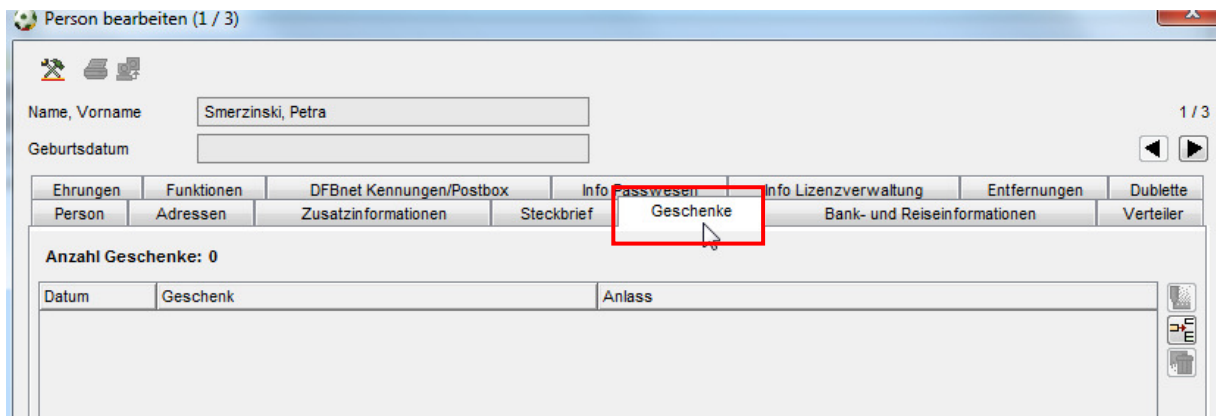 Person bearbeiten (1 / 3)
Name, Vorname Smerzinski, Petra 1 / 3
Geburtsdatum
Ehrungen Funktionen DFBnet Kennungen/Postbox Info Passwesen Info Lizenzverwaltung Entfernungen Dublette
Person Adressen Zusatzinformationen Steckbrief Geschenke Bank- und Reiseinformationen Verteiler
Anzahl Geschenke: 0
Datum Geschenk Anlass